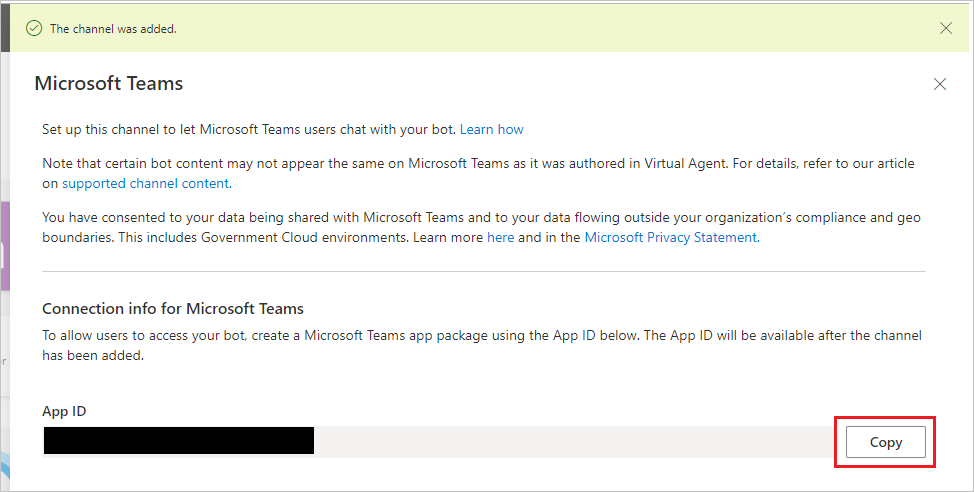 The channel was added.
Microsoft Teams
Set up this channel to let Microsoft Teams users chat with your bot. Learn how
Note that certain bot content may not appear the same on Microsoft Teams as it was authored in Virtual Agent. For details, refer to our article
on supported channel content.
You have consented to your data being shared with Microsoft Teams and to your data flowing outside your organization’s compliance and geo
boundaries. This includes Government Cloud environments. Learn more here and in the Microsoft Privacy Statement.
Connection info for Microsoft Teams
To allow users to access your bot, create a Microsoft Teams app package using the App ID below. The App ID will be available after the channel
has been added.
App ID
Copy